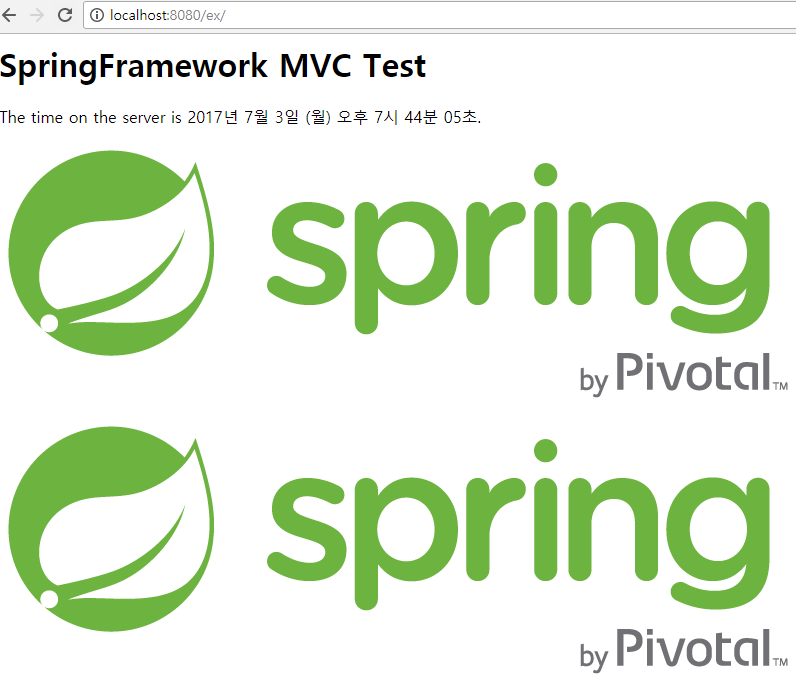 localhost:8080/ex/
SpringFramework MVC Test
The time on the server is 2017년 7월 3일 (월) 오후 7시 44분 05초.
spring
by Pivotal™
spring
by Pivotal™